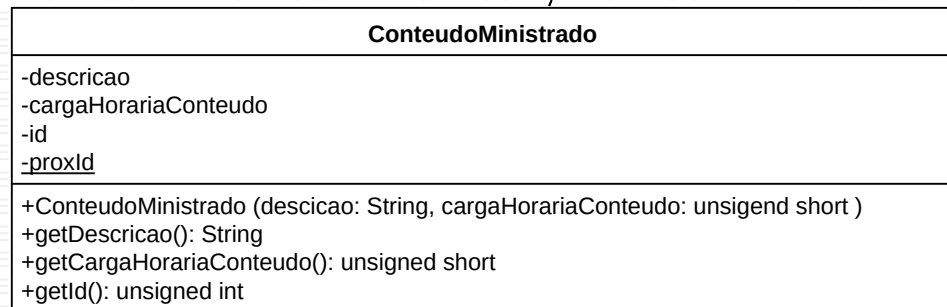 ConteudoMinistrado
-descricao
-cargaHorariaConteudo
-id
-proxId
+ConteudoMinistrado (descicao: String, cargaHorariaConteudo: unsigend short )
+getDescricao(): String
+getCargaHorariaConteudo(): unsigned short
+getId(): unsigned int